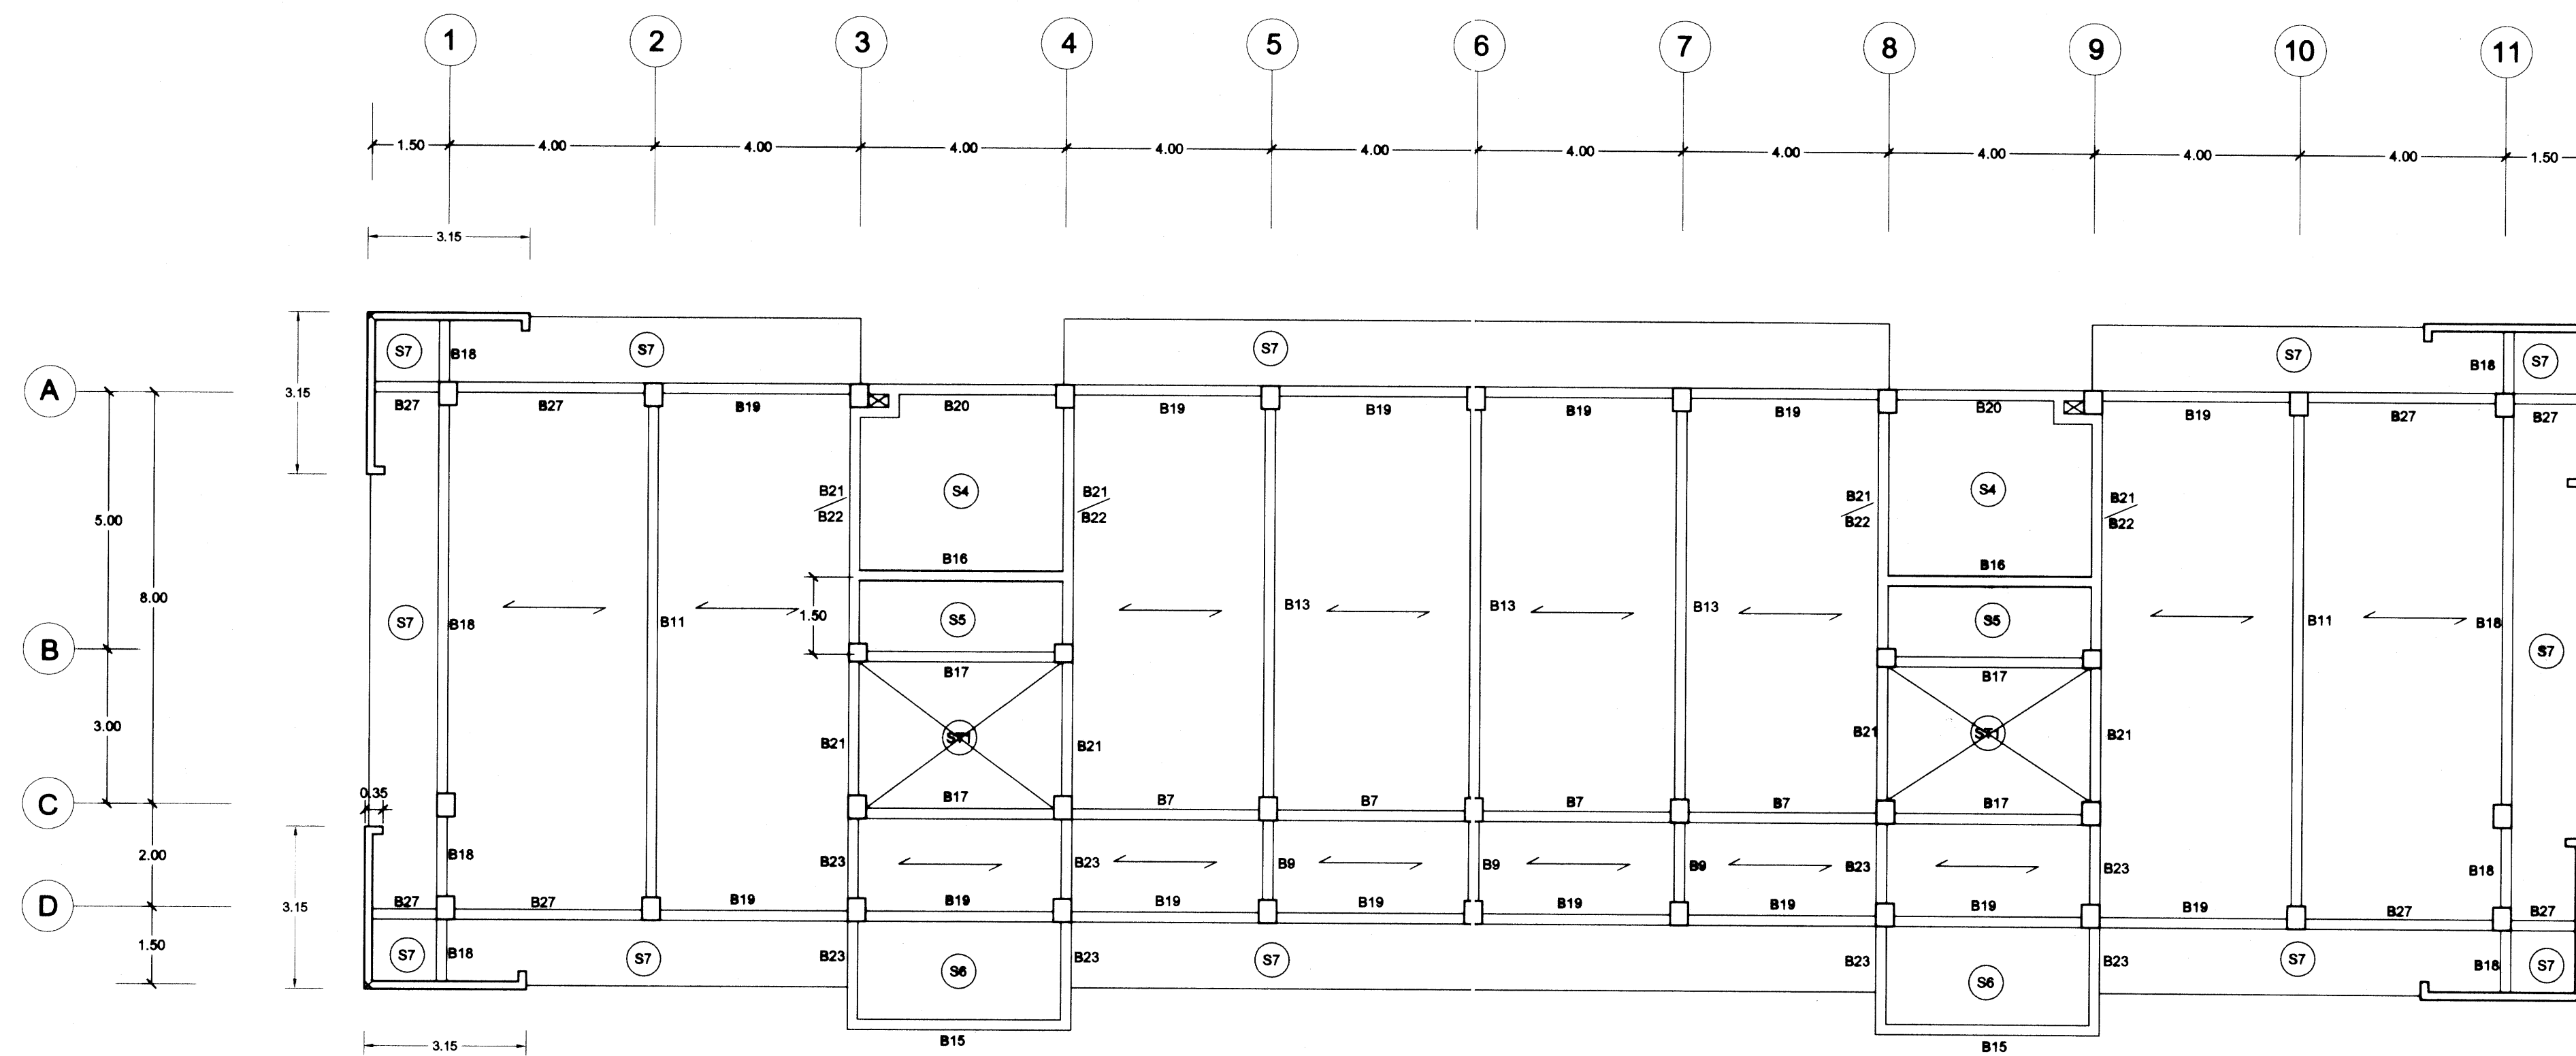 1 2 3 4 5 6 7 8 9 10 11
1.50 4.00 4.00 4.00 4.00 4.00 4.00 4.00 4.00 4.00 4.00 1.50
3.15
S7 B18 S7 S7 S7 B18 S7
A 3.15
B27 B27 B19 B20 B19 B19 B19 B19 B20 B19 B27 B27
B21 S4 B21 B21 S4 B21
B22 B22 B22 B22
5.00
B16 B16
8.00 1.50 B13 B13 B13
S7 B18 B11 S5 S5 B11 B18 S7
B
B17 B17
3.00 B21 ST1 B21 B21 ST1 B21
0.35 B17 B7 B7 B7 B7 B17
C
2.00 B18 B23 B23 B9 B9 B9 B23 B23 B18
D 3.15 B27 B27 B19 B19 B19 B19 B19 B19 B19 B19 B27 B27
1.50 S7 B18 S7 B23 S6 B23 S7 B23 S6 B23 S7 B18 S7
3.15 B15 B15